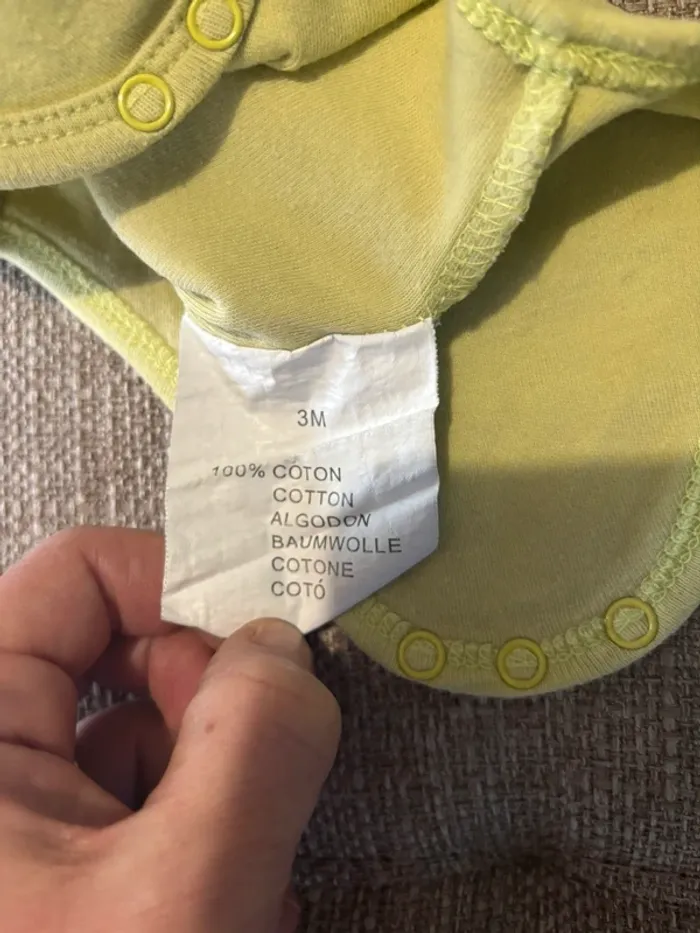 3M
100% COTON
COTTON
ALGODON
BAUMWOLLE
COTONE
COTÓ